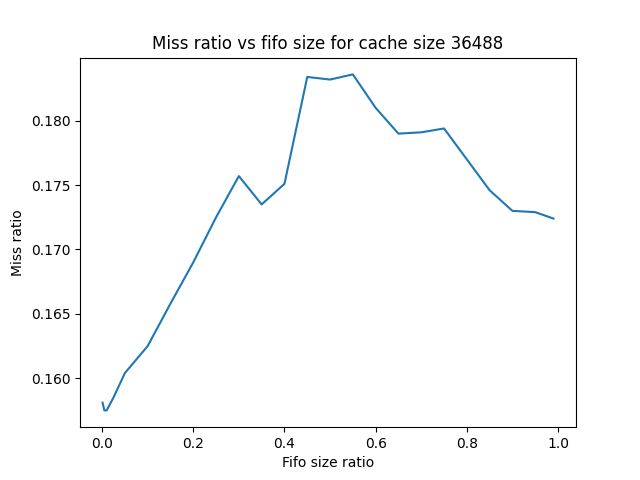 Miss ratio vs fifo size for cache size 36488
0.180
0.175
0.170
0.165
0.160
Miss ratio
0.0 0.2 0.4 0.6 0.8 1.0
Fifo size ratio